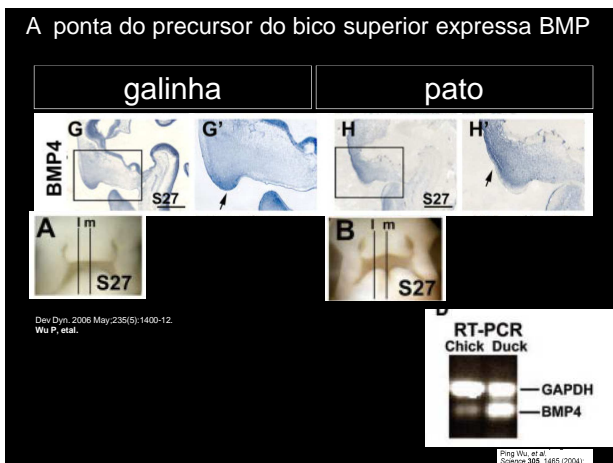 A ponta do precursor do bico superior expressa BMP
galinha
pato
BMP4
G
G'
H
H'
S27
S27
A
l m
S27
B
l m
S27
Dev Dyn. 2006 May;235(5):1400-12.
Wu P, etal.
D
RT-PCR
Chick Duck
GAPDH
BMP4
Ping Wu, et al.
Science 305, 1465 (2004);